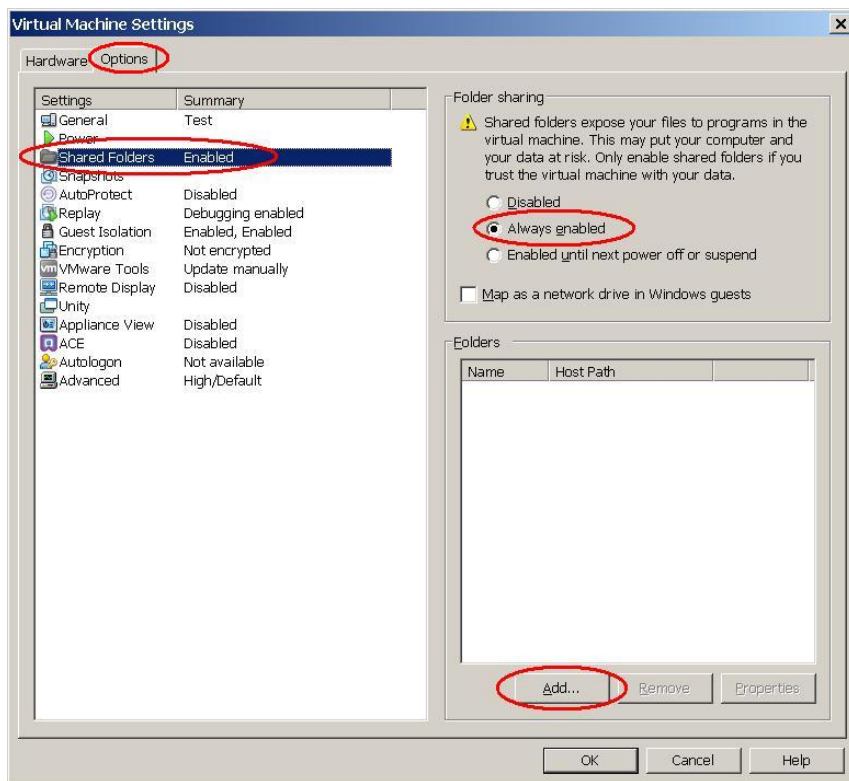 Virtual Machine Settings
Hardware Options
Settings Summary
General Test
Power
Shared Folders Enabled
Snapshots
AutoProtect Disabled
Replay Debugging enabled
Guest Isolation Enabled, Enabled
Encryption Not encrypted
VMware Tools Update manually
Remote Display Disabled
Unity
Appliance View Disabled
ACE Disabled
Autologon Not available
Advanced High/Default
Folder sharing
Shared folders expose your files to programs in the
virtual machine. This may put your computer and
your data at risk. Only enable shared folders if you
trust the virtual machine with your data.
Disabled
Always enabled
Enabled until next power off or suspend
Map as a network drive in Windows guests
Folders
Name Host Path
Add... Remove Properties
OK Cancel Help